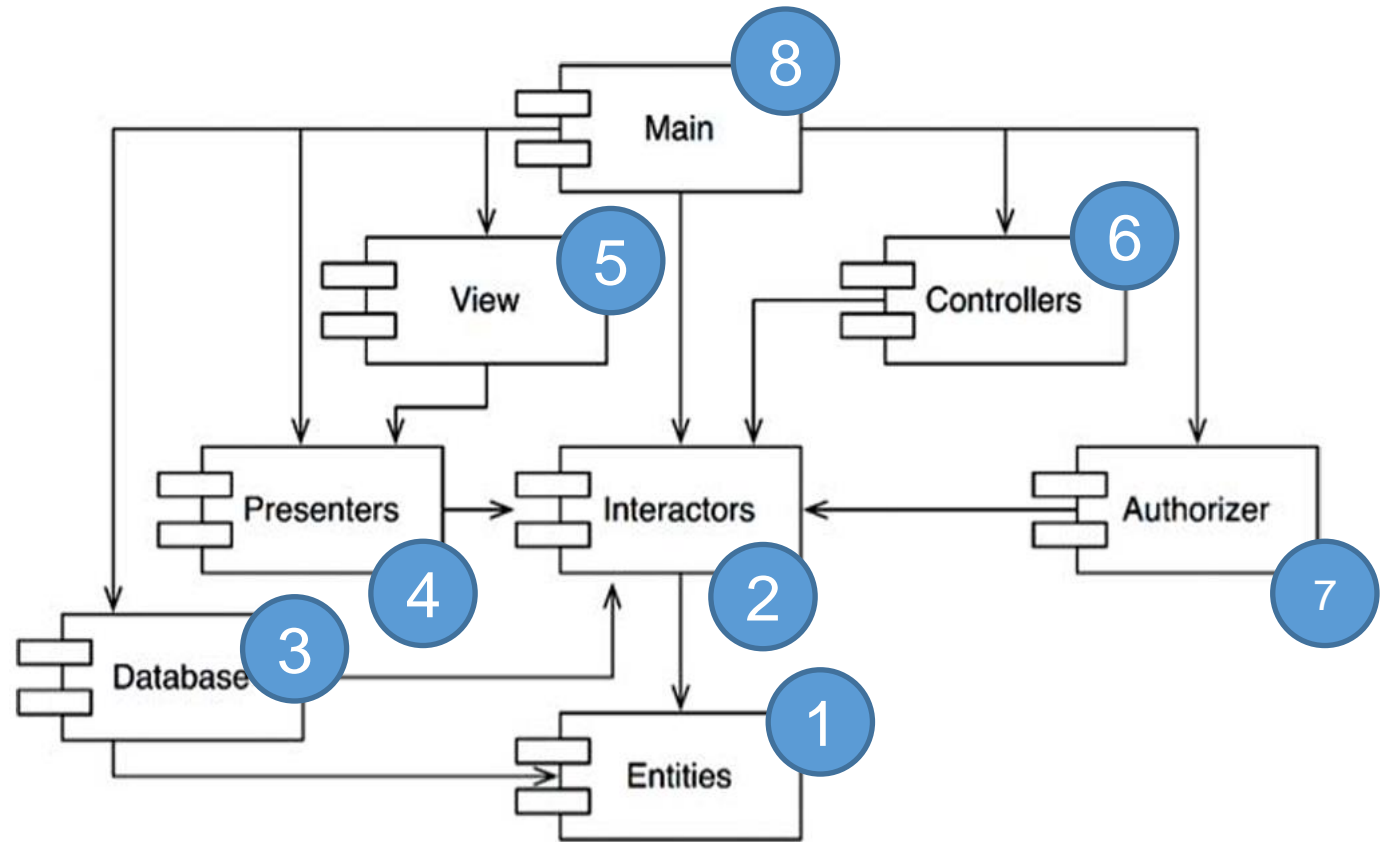 8
Main
5
View
6
Controllers
Presenters
4
Interactors
2
Authorizer
7
Database
3
1
Entities